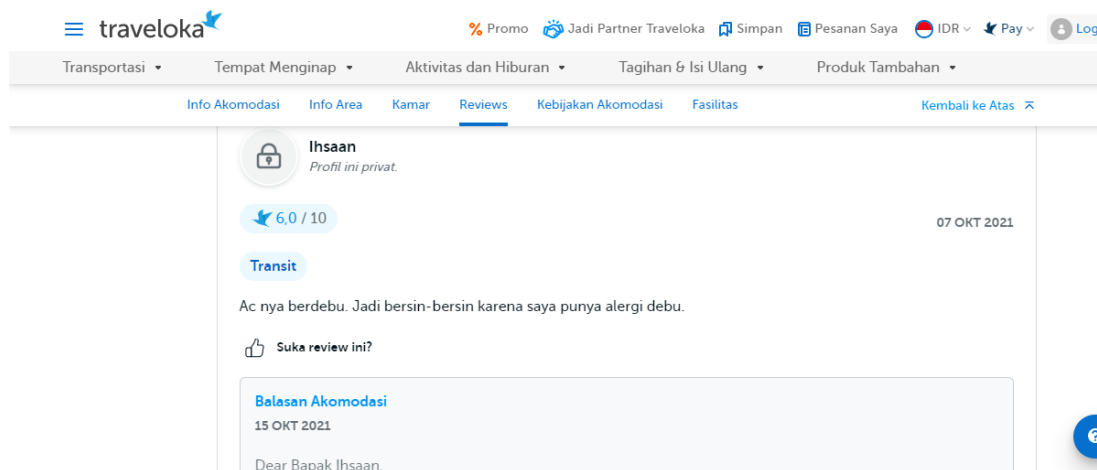 traveloka
Promo Jadi Partner Traveloka Simpan Pesanan Saya IDR Pay Log
Transportasi Tempat Menginap Aktivitas dan Hiburan Tagihan & Isi Ulang Produk Tambahan
Info Akomodasi Info Area Kamar Reviews Kebijakan Akomodasi Fasilitas Kembali ke Atas
Ihsaan
Profil ini privat.
6,0 / 10
07 OKT 2021
Transit
Ac nya berdebu. Jadi bersin-bersin karena saya punya alergi debu.
Suka review ini?
Balasan Akomodasi
15 OKT 2021
Dear Bapak Ihsaan,